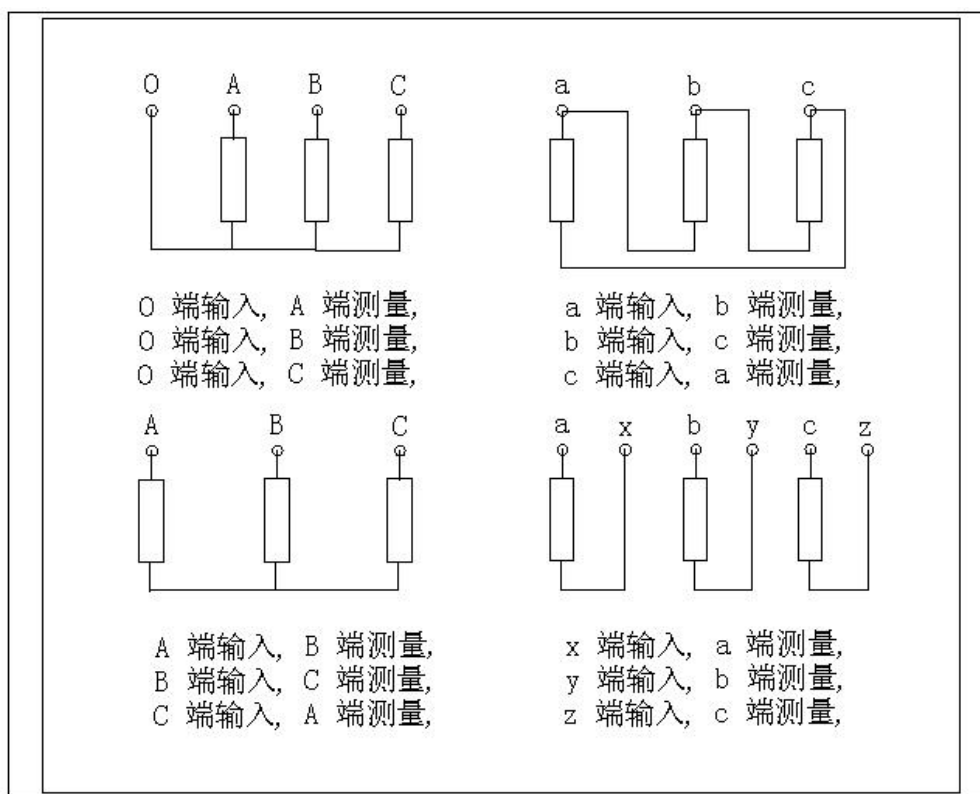 O A B C
a b c
O 端输入, A 端测量,
O 端输入, B 端测量,
O 端输入, C 端测量,
a 端输入, b 端测量,
b 端输入, c 端测量,
c 端输入, a 端测量,
A B C
a x b y c z
A 端输入, B 端测量,
B 端输入, C 端测量,
C 端输入, A 端测量,
x 端输入, a 端测量,
y 端输入, b 端测量,
z 端输入, c 端测量,